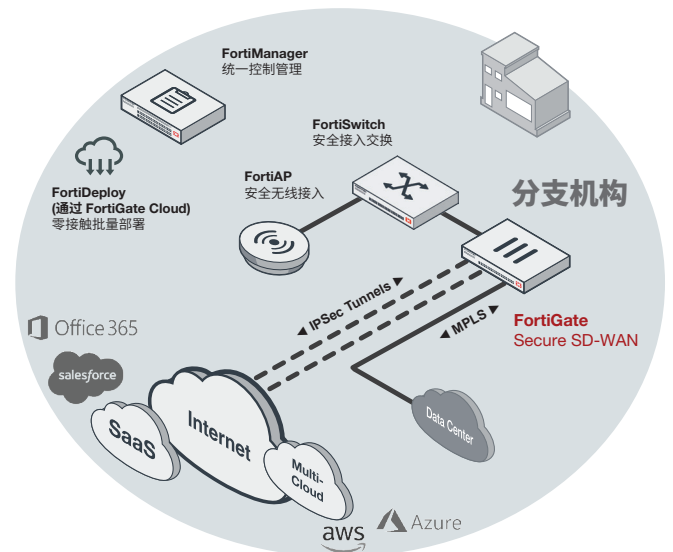 FortiManager
统一控制管理
FortiSwitch
安全接入交换
FortiAP
安全无线接入
FortiDeploy
(通过 FortiGate Cloud)
零接触批量部署
分支机构
◀ IPSec Tunnels ▶
◀ MPLS ▶
FortiGate
Secure SD-WAN
Office 365
salesforce
SaaS
Internet
Multi-
Cloud
Data Center
aws
Azure